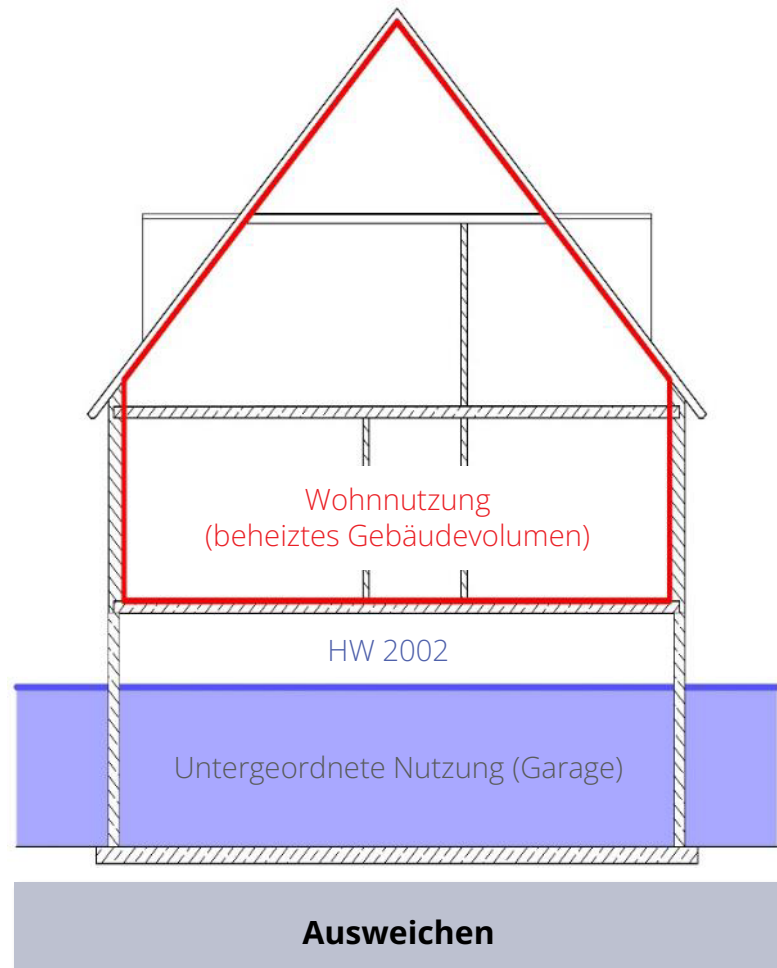 Wohnnutzung
(beheiztes Gebäudevolumen)
HW 2002
Untergeordnete Nutzung (Garage)
Ausweichen